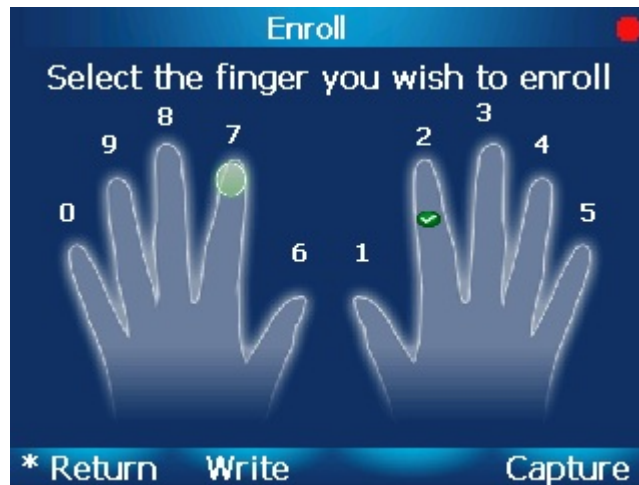 Enroll
Select the finger you wish to enroll
8 7 2 3
9 4
0 5
6 1
* Return Write Capture